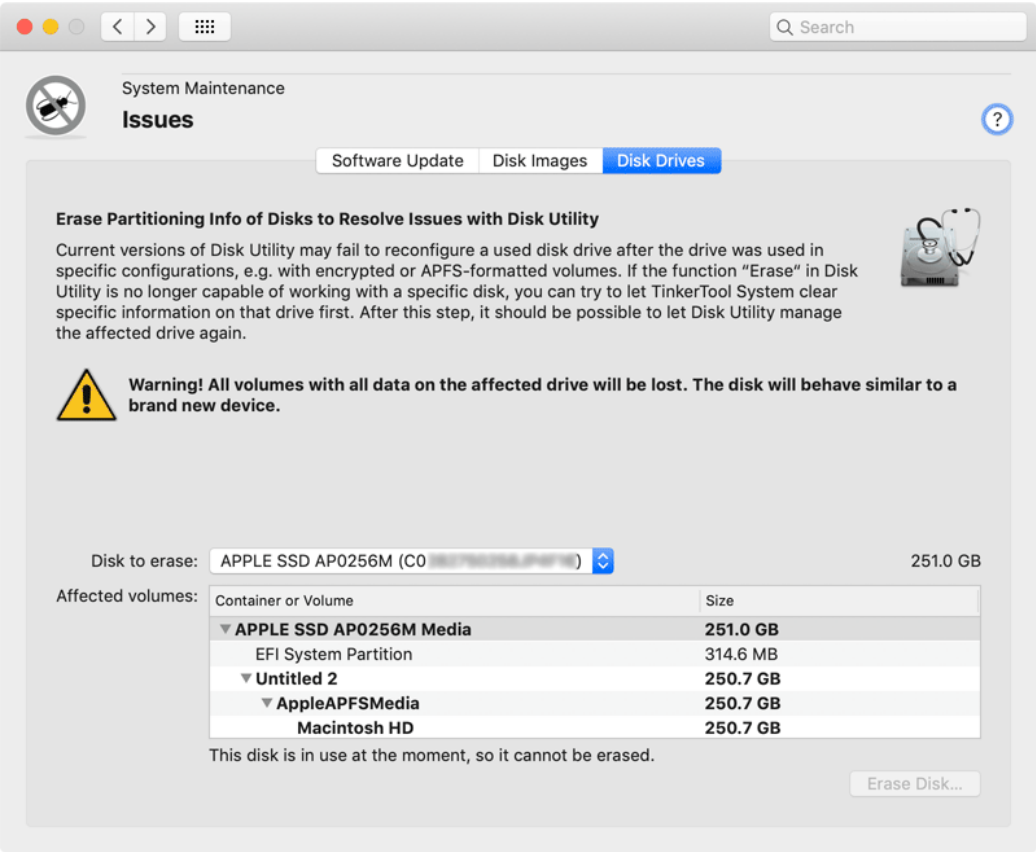 Search
System Maintenance
Issues
?
Software Update Disk Images Disk Drives
Erase Partitioning Info of Disks to Resolve Issues with Disk Utility
Current versions of Disk Utility may fail to reconfigure a used disk drive after the drive was used in
specific configurations, e.g. with encrypted or APFS-formatted volumes. If the function “Erase“ in Disk
Utility is no longer capable of working with a specific disk, you can try to let TinkerTool System clear
specific information on that drive first. After this step, it should be possible to let Disk Utility manage
the affected drive again.
Warning! All volumes with all data on the affected drive will be lost. The disk will behave similar to a
brand new device.
Disk to erase: APPLE SSD AP0256M (C0 ) 251.0 GB
Affected volumes: Container or Volume Size
APPLE SSD AP0256M Media 251.0 GB
EFI System Partition 314.6 MB
Untitled 2 250.7 GB
AppleAPFSMedia 250.7 GB
Macintosh HD 250.7 GB
This disk is in use at the moment, so it cannot be erased.
Erase Disk...